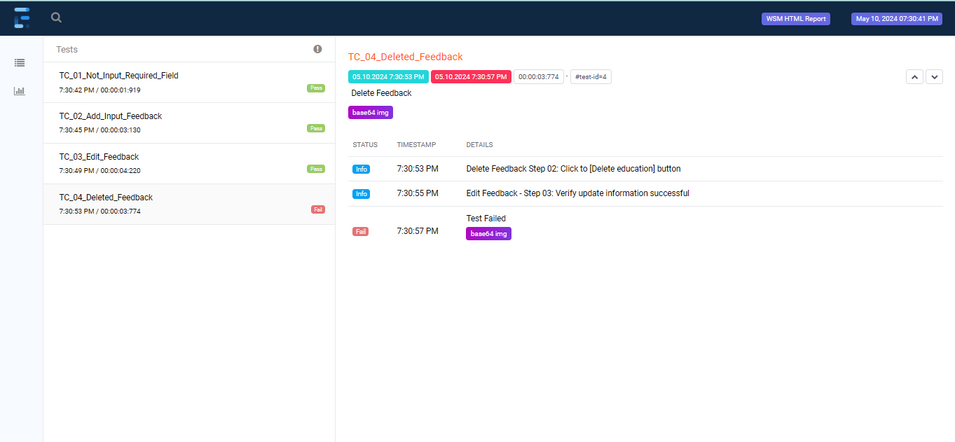 WSM HTML Report
May 10, 2024 07:30:41 PM
Tests
TC_01_Not_Input_Required_Field
7:30:42 PM / 00:00:01:919
Pass
TC_02_Add_Input_Feedback
7:30:45 PM / 00:00:03:130
Pass
TC_03_Edit_Feedback
7:30:49 PM / 00:00:04:220
Pass
TC_04_Deleted_Feedback
7:30:53 PM / 00:00:03:774
Fail
TC_04_Deleted_Feedback
05.10.2024 7:30:53 PM 05.10.2024 7:30:57 PM 00:00:03:774 · #test-id=4
Delete Feedback
base64 img
STATUS TIMESTAMP DETAILS
Info 7:30:53 PM Delete Feedback Step 02: Click to [Delete education] button
Info 7:30:55 PM Edit Feedback - Step 03: Verify update information successful
Test Failed
Fail 7:30:57 PM
base64 img